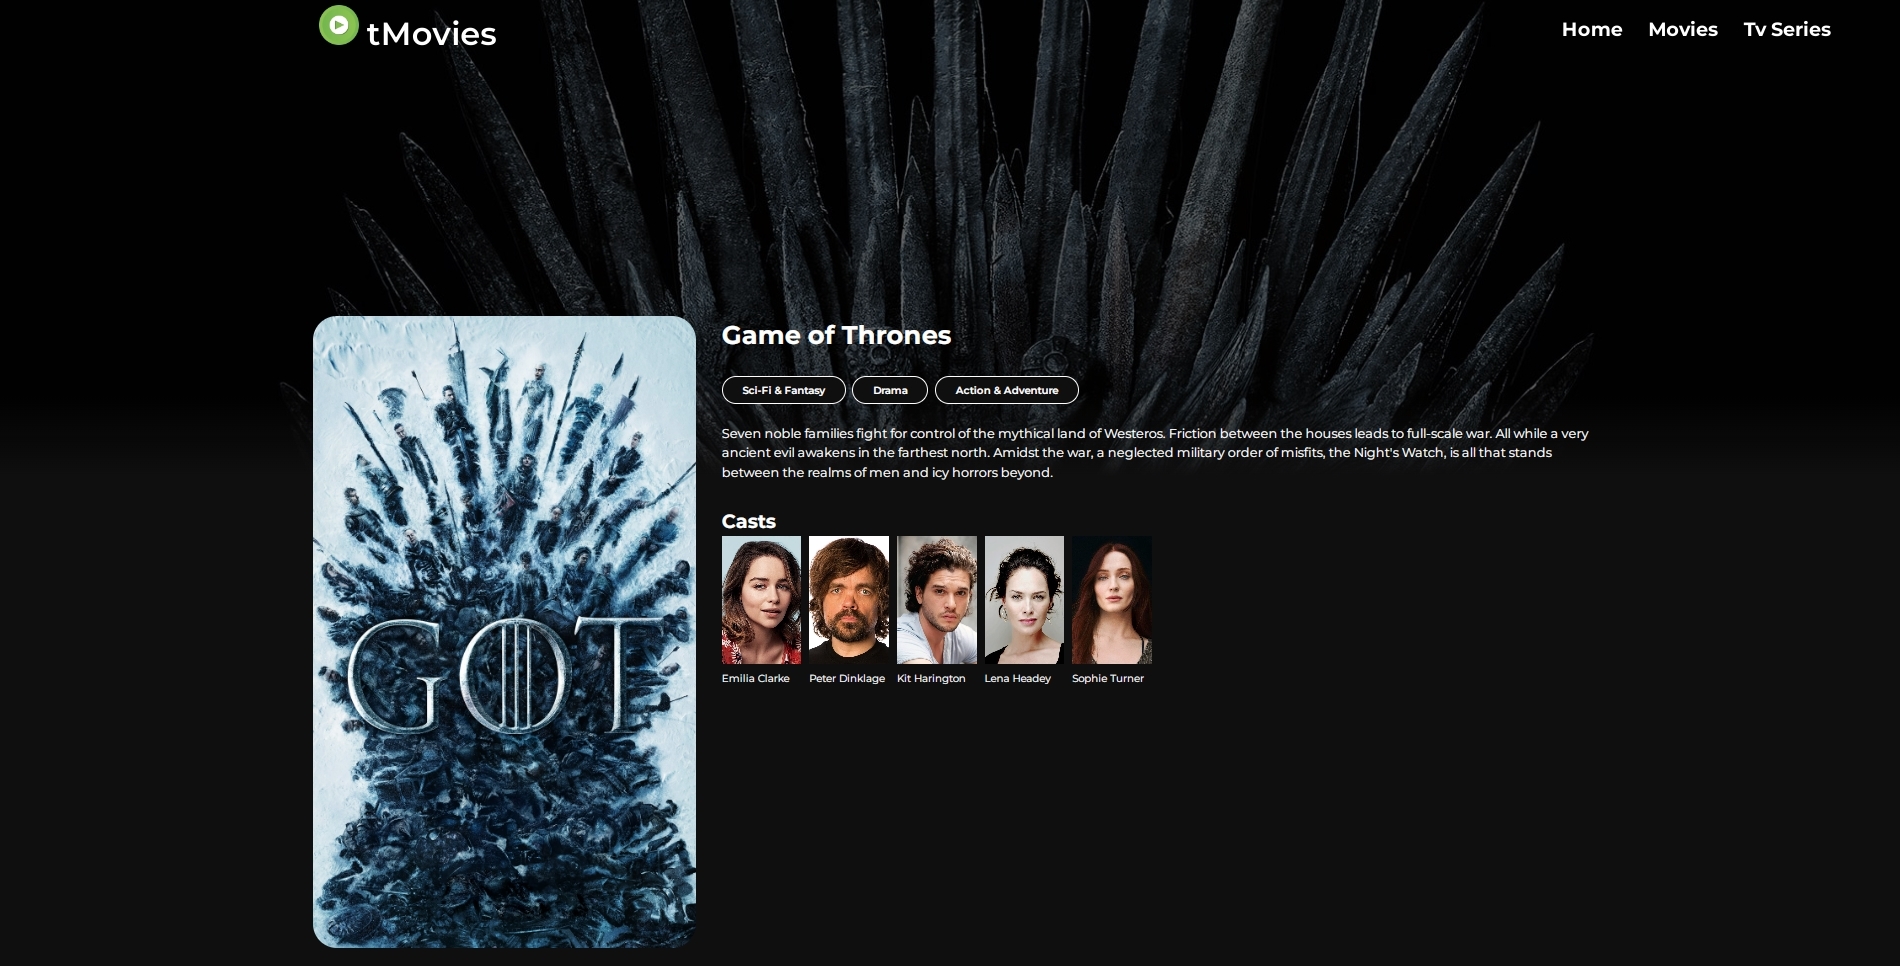 tMovies
Home Movies Tv Series
Game of Thrones
Sci-Fi & Fantasy Drama Action & Adventure
Seven noble families fight for control of the mythical land of Westeros. Friction between the houses leads to full-scale war. All while a very
ancient evil awakens in the farthest north. Amidst the war, a neglected military order of misfits, the Night's Watch, is all that stands
between the realms of men and icy horrors beyond.
Casts
Emilia Clarke Peter Dinklage Kit Harington Lena Headey Sophie Turner
GOT